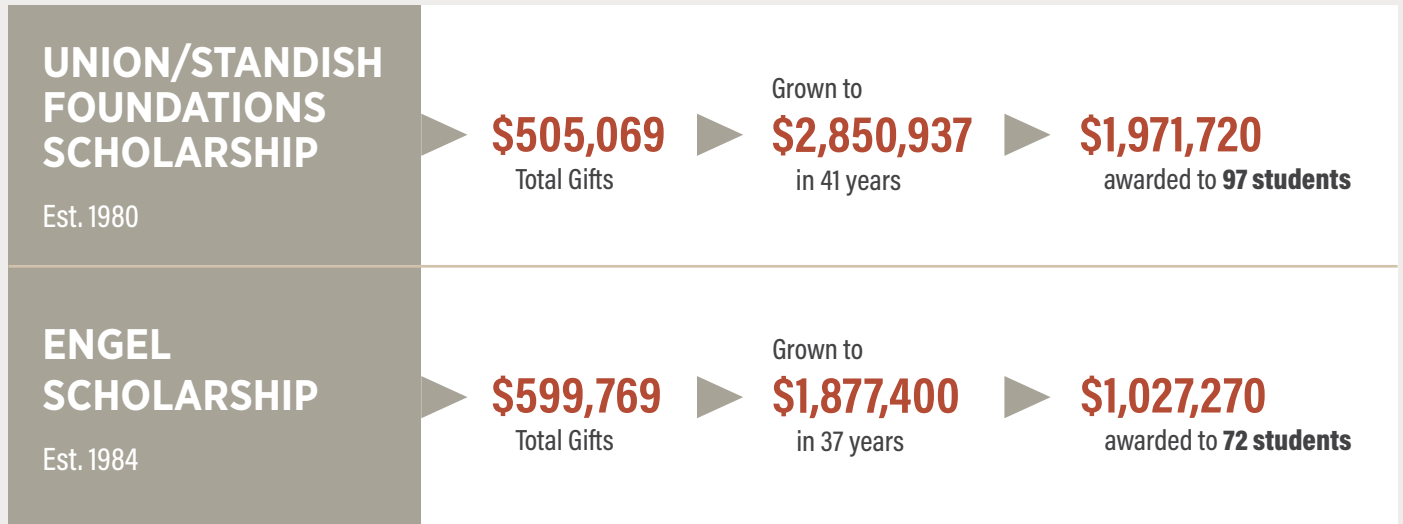 UNION/STANDISH
FOUNDATIONS
SCHOLARSHIP
Est. 1980
$505,069
Total Gifts
Grown to
$2,850,937
in 41 years
$1,971,720
awarded to 97 students
ENGEL
SCHOLARSHIP
Est. 1984
$599,769
Total Gifts
Grown to
$1,877,400
in 37 years
$1,027,270
awarded to 72 students